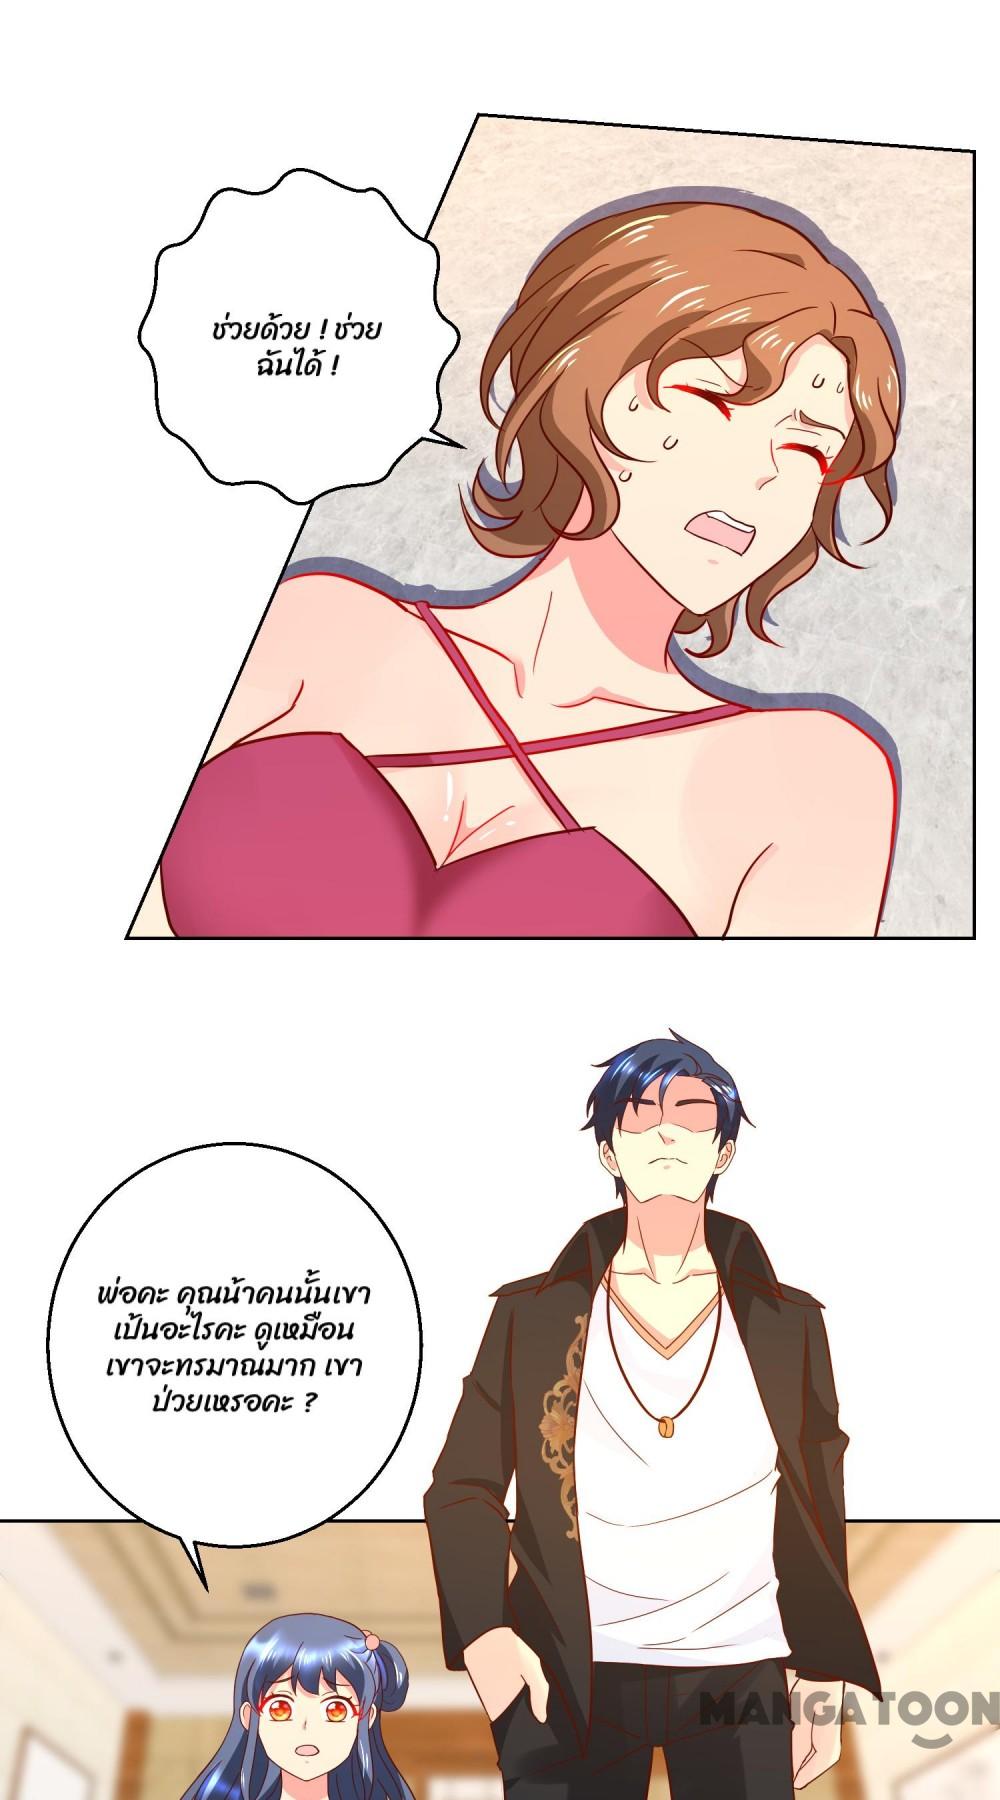 ช่วยด้วย ! ช่วย
ฉันได้ !
พ่อคะ คุณน้าคนนั้นเขา
เป็นอะไรคะ ดูเหมือน
เขาจะทรมาณมาก เขา
ป่วยเหรอคะ ?
MANGATOON